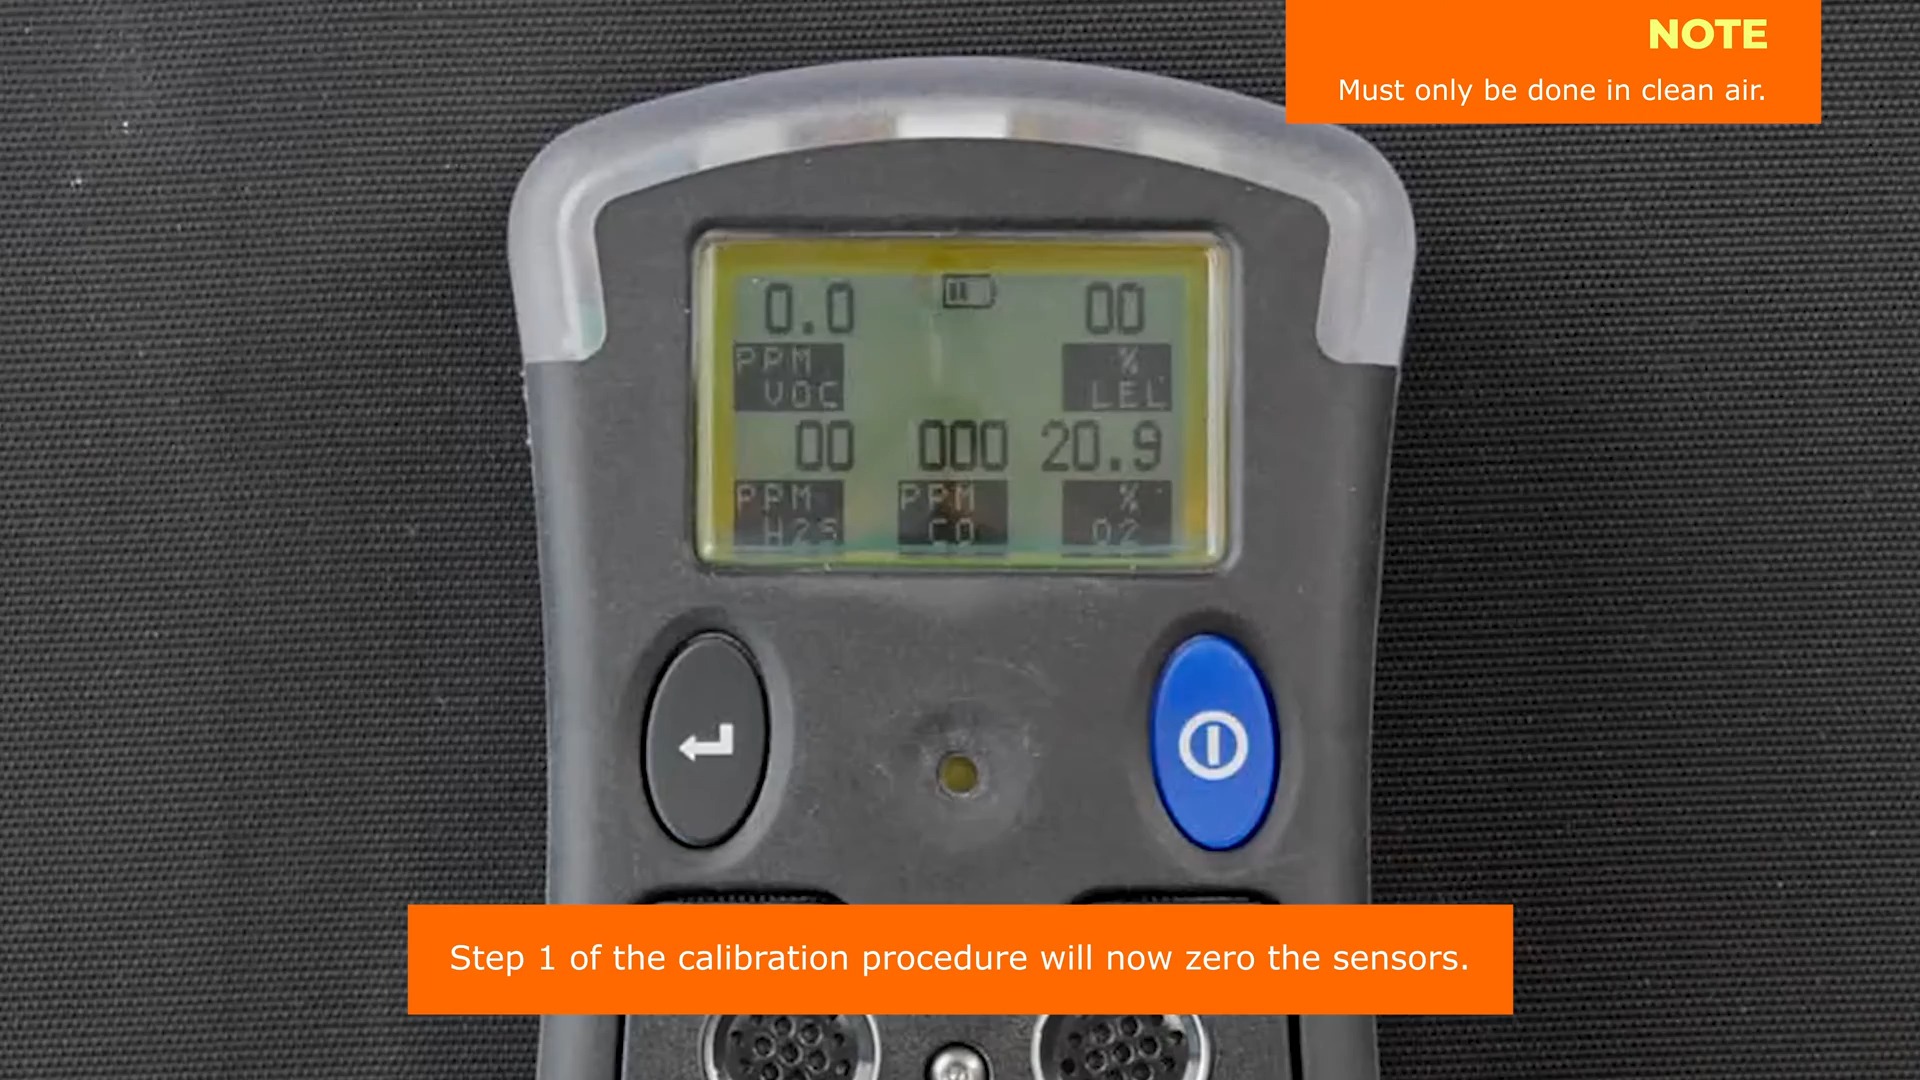 NOTE
Must only be done in clean air.
0.0 00
PPM %
VOC LEL
00 000 20.9
PPM PPM %
H2S CO O2
Step 1 of the calibration procedure will now zero the sensors.